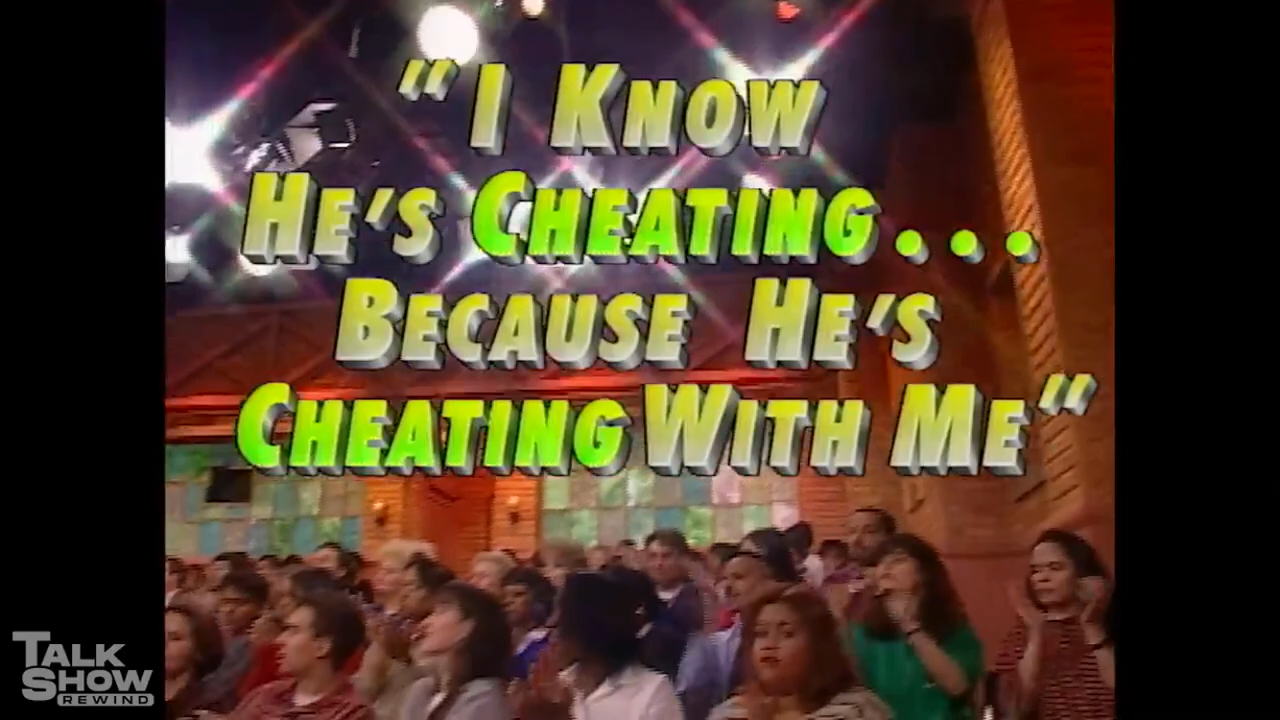 "I KNOW
HE'S CHEATING...
BECAUSE HE'S
CHEATING WITH ME"
TALK
SHOW
REWIND